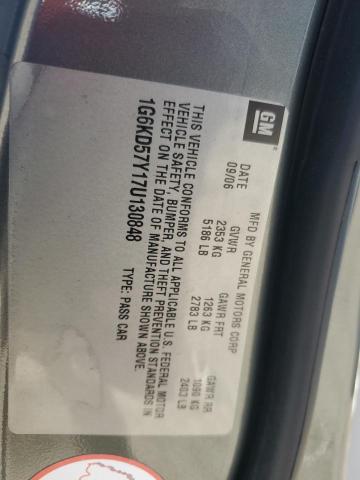 GM
MFD BY GENERAL MOTORS CORP
DATE GVWR GAWR FRT GAWR RR
09/06 2353 KG 1263 KG 1090 KG
5186 LB 2783 LB 2403 LB
THIS VEHICLE CONFORMS TO ALL APPLICABLE U.S. FEDERAL MOTOR
VEHICLE SAFETY, BUMPER, AND THEFT PREVENTION STANDARDS IN
EFFECT ON THE DATE OF MANUFACTURE SHOWN ABOVE.
1G6KD57Y17U130848 TYPE: PASS CAR